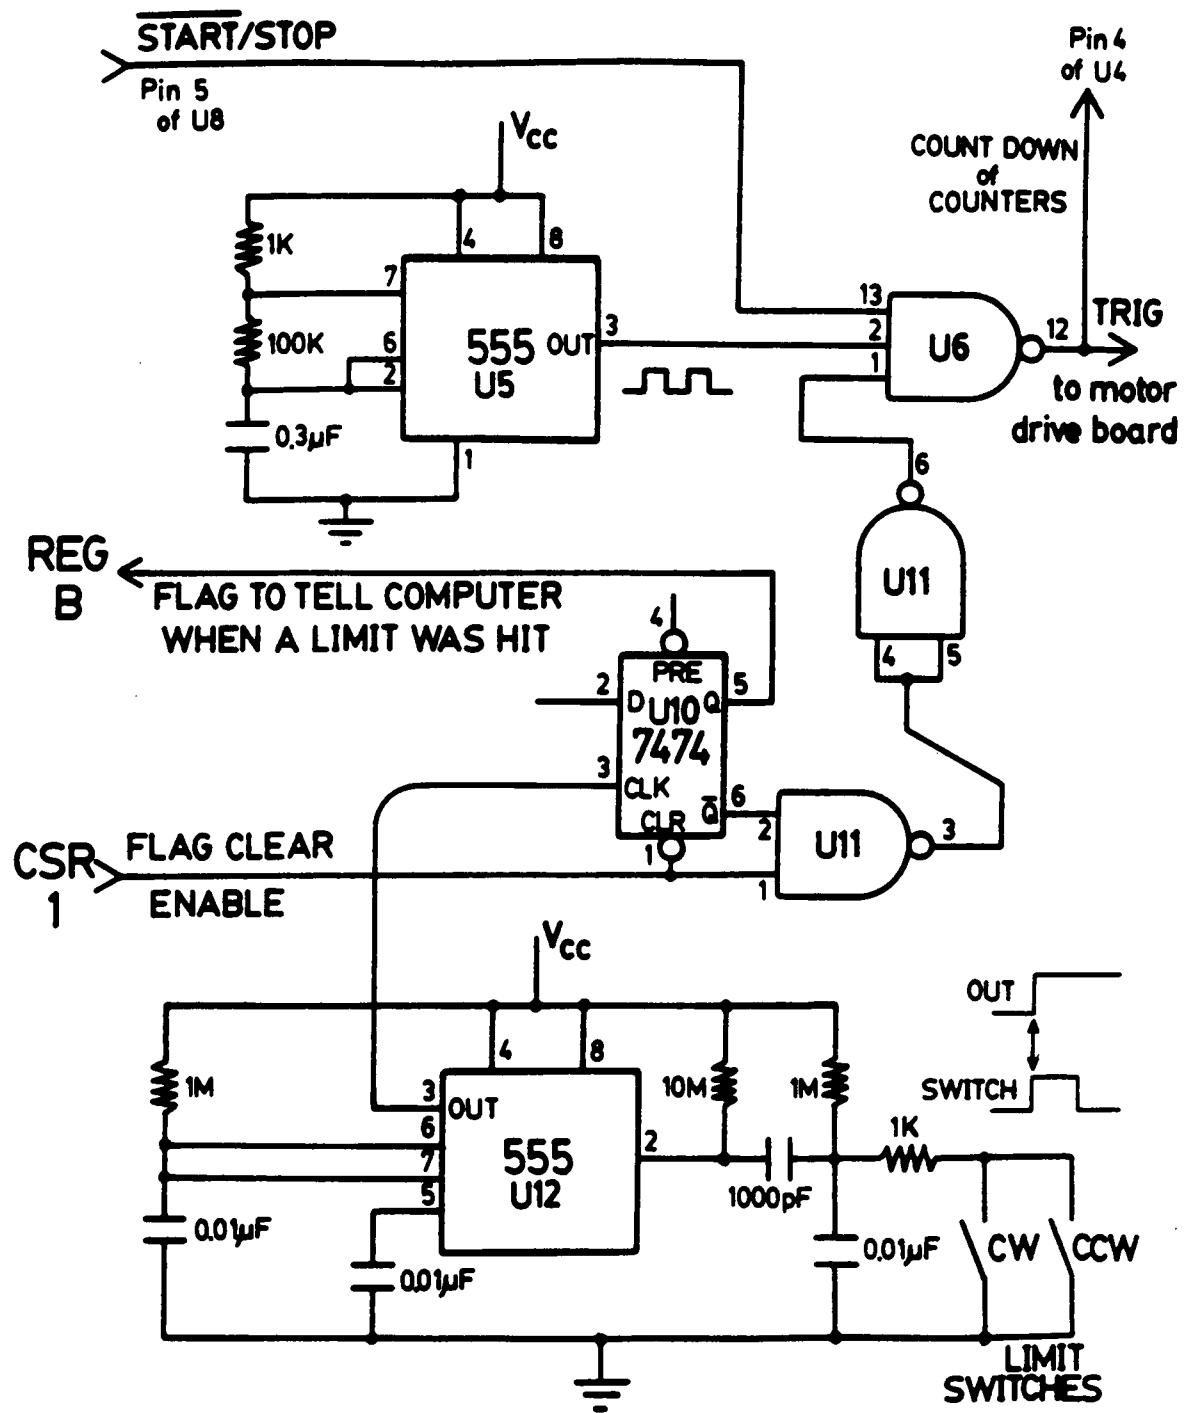 START/STOP
Pin 5
of U8
Pin 4
of U4
COUNT DOWN
of
COUNTERS
Vcc
1K
4
8
7
100K
6
2
555
U5
OUT
3
0.3µF
1
13
2
1
U6
12
TRIG
to motor
drive board
6
U11
4
5
REG
B
FLAG TO TELL COMPUTER
WHEN A LIMIT WAS HIT
4
PRE
2
D
U10
Q
5
7474
3
CLK
CLR
Q̅
6
1
2
U11
3
1
CSR
1
FLAG CLEAR
ENABLE
Vcc
OUT
SWITCH
1M
4
8
10M
1M
3
OUT
6
7
5
555
U12
2
1K
1000pF
0.01µF
0.01µF
0.01µF
CW
CCW
LIMIT
SWITCHES